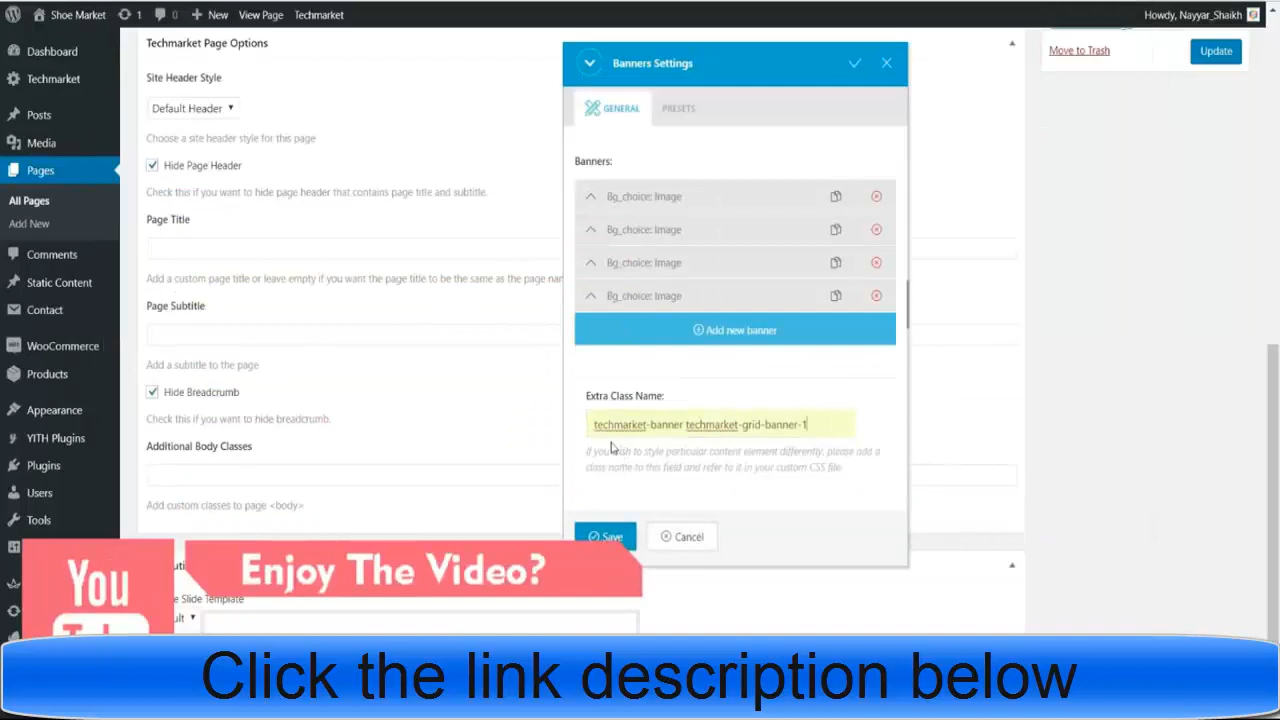 Shoe Market 1 0 New View Page Techmarket Howdy, Nayyar_Shaikh
Dashboard
Techmarket
Posts
Media
Pages
All Pages
Add New
Comments
Static Content
Contact
WooCommerce
Products
Appearance
YITH Plugins
Plugins
Users
Tools
Techmarket Page Options
Site Header Style
Default Header
Choose a site header style for this page
Hide Page Header
Check this if you want to hide page header that contains page title and subtitle.
Page Title
Add a custom page title or leave empty if you want the page title to be the same as the page nam
Page Subtitle
Add a subtitle to the page
Hide Breadcrumb
Check this if you want to hide breadcrumb.
Additional Body Classes
Add custom classes to page <body>
Banners Settings
GENERAL PRESETS
Banners:
Bg_choice: Image
Bg_choice: Image
Bg_choice: Image
Bg_choice: Image
Add new banner
Extra Class Name:
techmarket-banner techmarket-grid-banner-1
If you wish to style particular content element differently, please add a
class name to this field and refer to it in your custom CSS file.
Save Cancel
Move to Trash Update
e Slide Template
You
Enjoy The Video?
Click the link description below